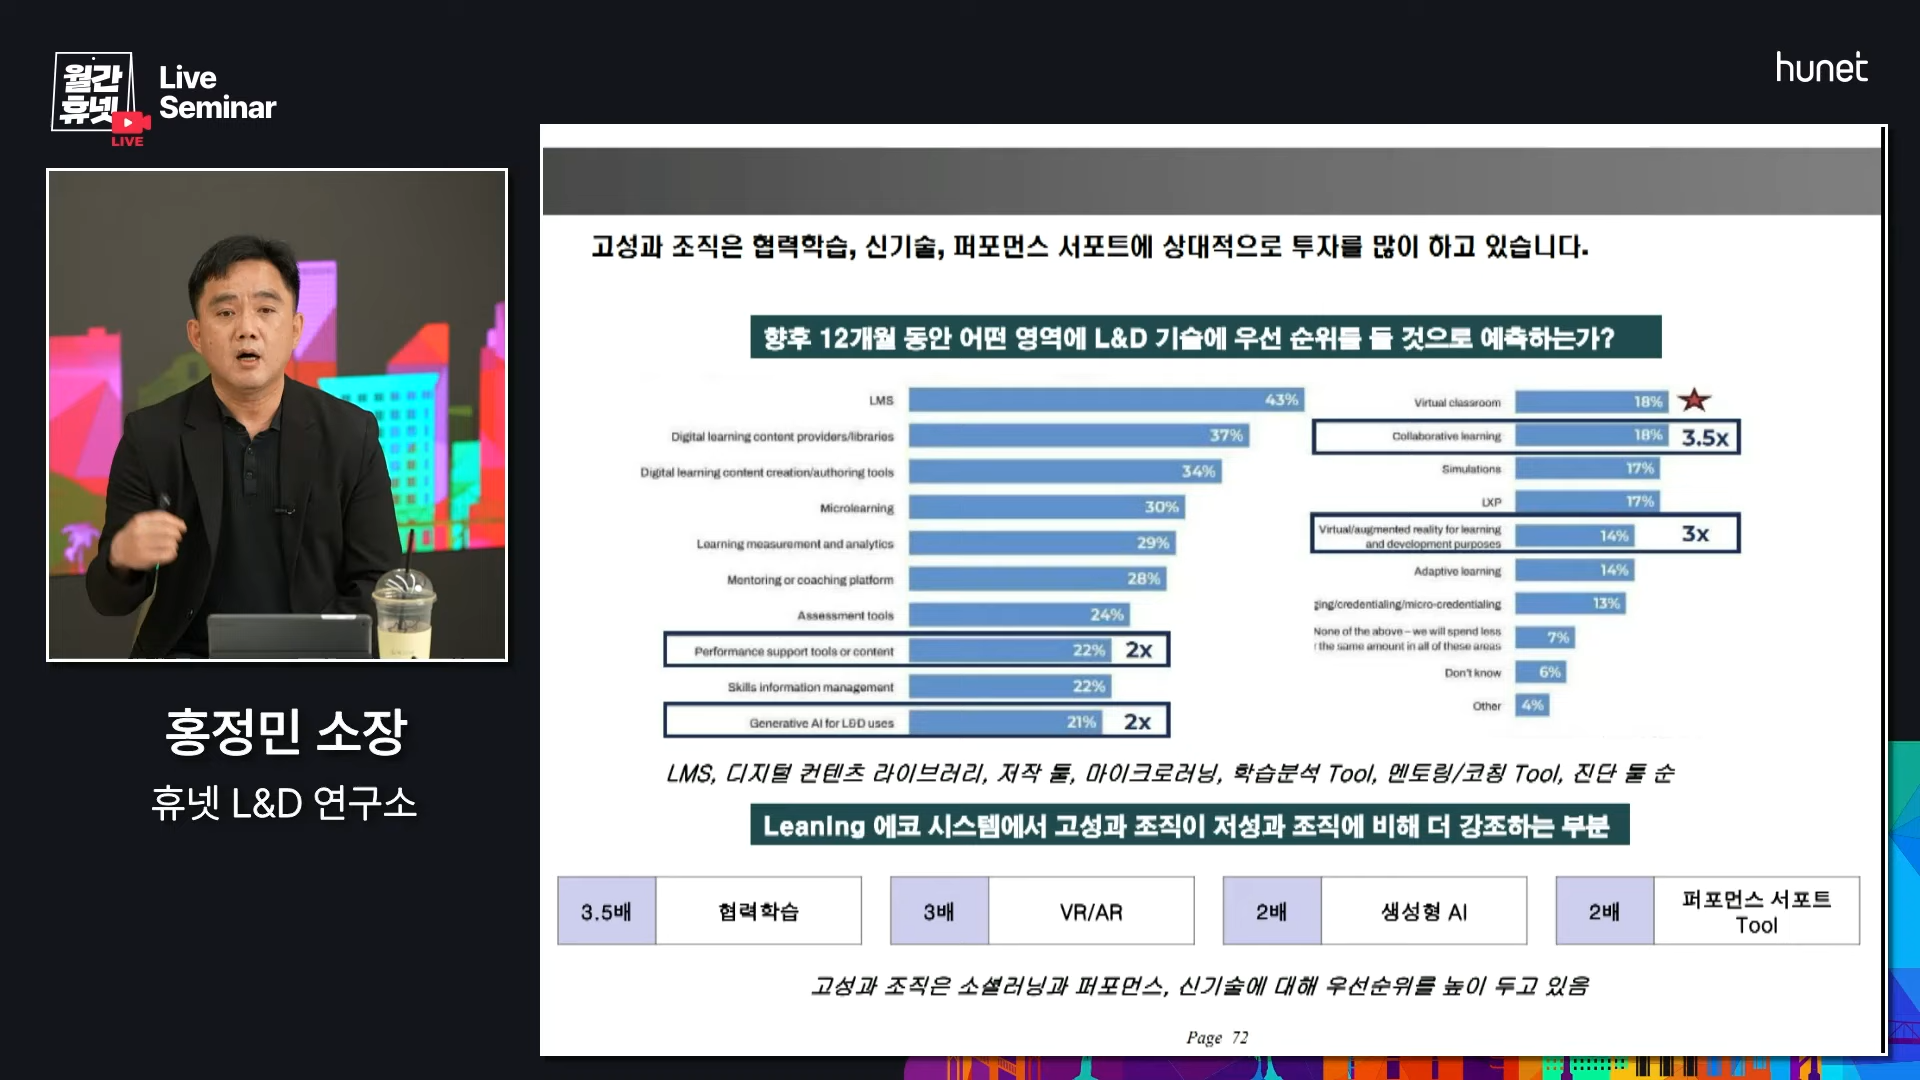 월간
휴넷
LIVE
Live
Seminar
hunet
홍정민 소장
휴넷 L&D 연구소
고성과 조직은 협력학습, 신기술, 퍼포먼스 서포트에 상대적으로 투자를 많이 하고 있습니다.
향후 12개월 동안 어떤 영역에 L&D 기술에 우선 순위를 둘 것으로 예측하는가?
LMS 43%
Digital learning content providers/libraries 37%
Digital learning content creation/authoring tools 34%
Microlearning 30%
Learning measurement and analytics 29%
Mentoring or coaching platform 28%
Assessment tools 24%
Performance support tools or content 22% 2x
Skills information management 22%
Generative AI for L&D uses 21% 2x
Virtual classroom 18%
Collaborative learning 18% 3.5x
Simulations 17%
LXP 17%
Virtual/augmented reality for learning
and development purposes 14% 3x
Adaptive learning 14%
ging/credentialing/micro-credentialing 13%
None of the above – we will spend less
the same amount in all of these areas 7%
Don't know 6%
Other 4%
LMS, 디지털 컨텐츠 라이브러리, 저작 툴, 마이크로러닝, 학습분석 Tool, 멘토링/코칭 Tool, 진단 툴 순
Leaning 에코 시스템에서 고성과 조직이 저성과 조직에 비해 더 강조하는 부분
3.5배 협력학습
3배 VR/AR
2배 생성형 AI
2배 퍼포먼스 서포트
Tool
고성과 조직은 소셜러닝과 퍼포먼스, 신기술에 대해 우선순위를 높이 두고 있음
Page 72